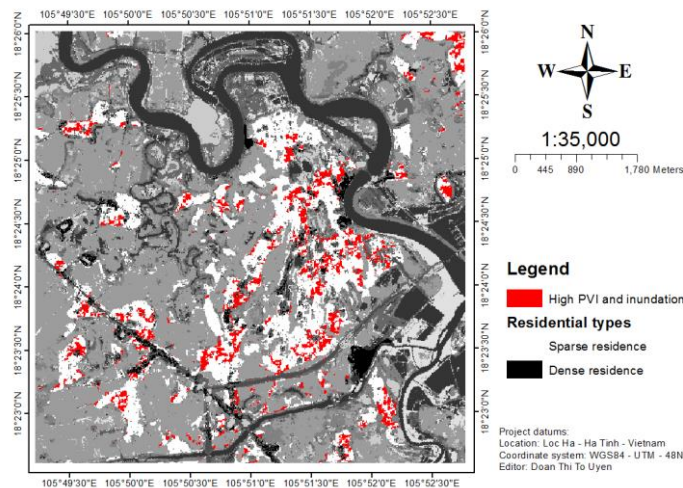 105°49'30"E 105°50'0"E 105°50'30"E 105°51'0"E 105°51'30"E 105°52'0"E 105°52'30"E
18°26'0"N
18°25'30"N
18°25'0"N
18°24'30"N
18°24'0"N
18°23'30"N
18°23'0"N
18°26'0"N
18°25'30"N
18°25'0"N
18°24'30"N
18°24'0"N
18°23'30"N
18°23'0"N
105°49'30"E 105°50'0"E 105°50'30"E 105°51'0"E 105°51'30"E 105°52'0"E 105°52'30"E
N
W E
S
1:35,000
0 445 890 1,780 Meters
Legend
High PVI and inundation
Residential types
Sparse residence
Dense residence
Project datums:
Location: Loc Ha - Ha Tinh - Vietnam
Coordinate system: WGS84 - UTM - 48N
Editor: Doan Thi To Uyen